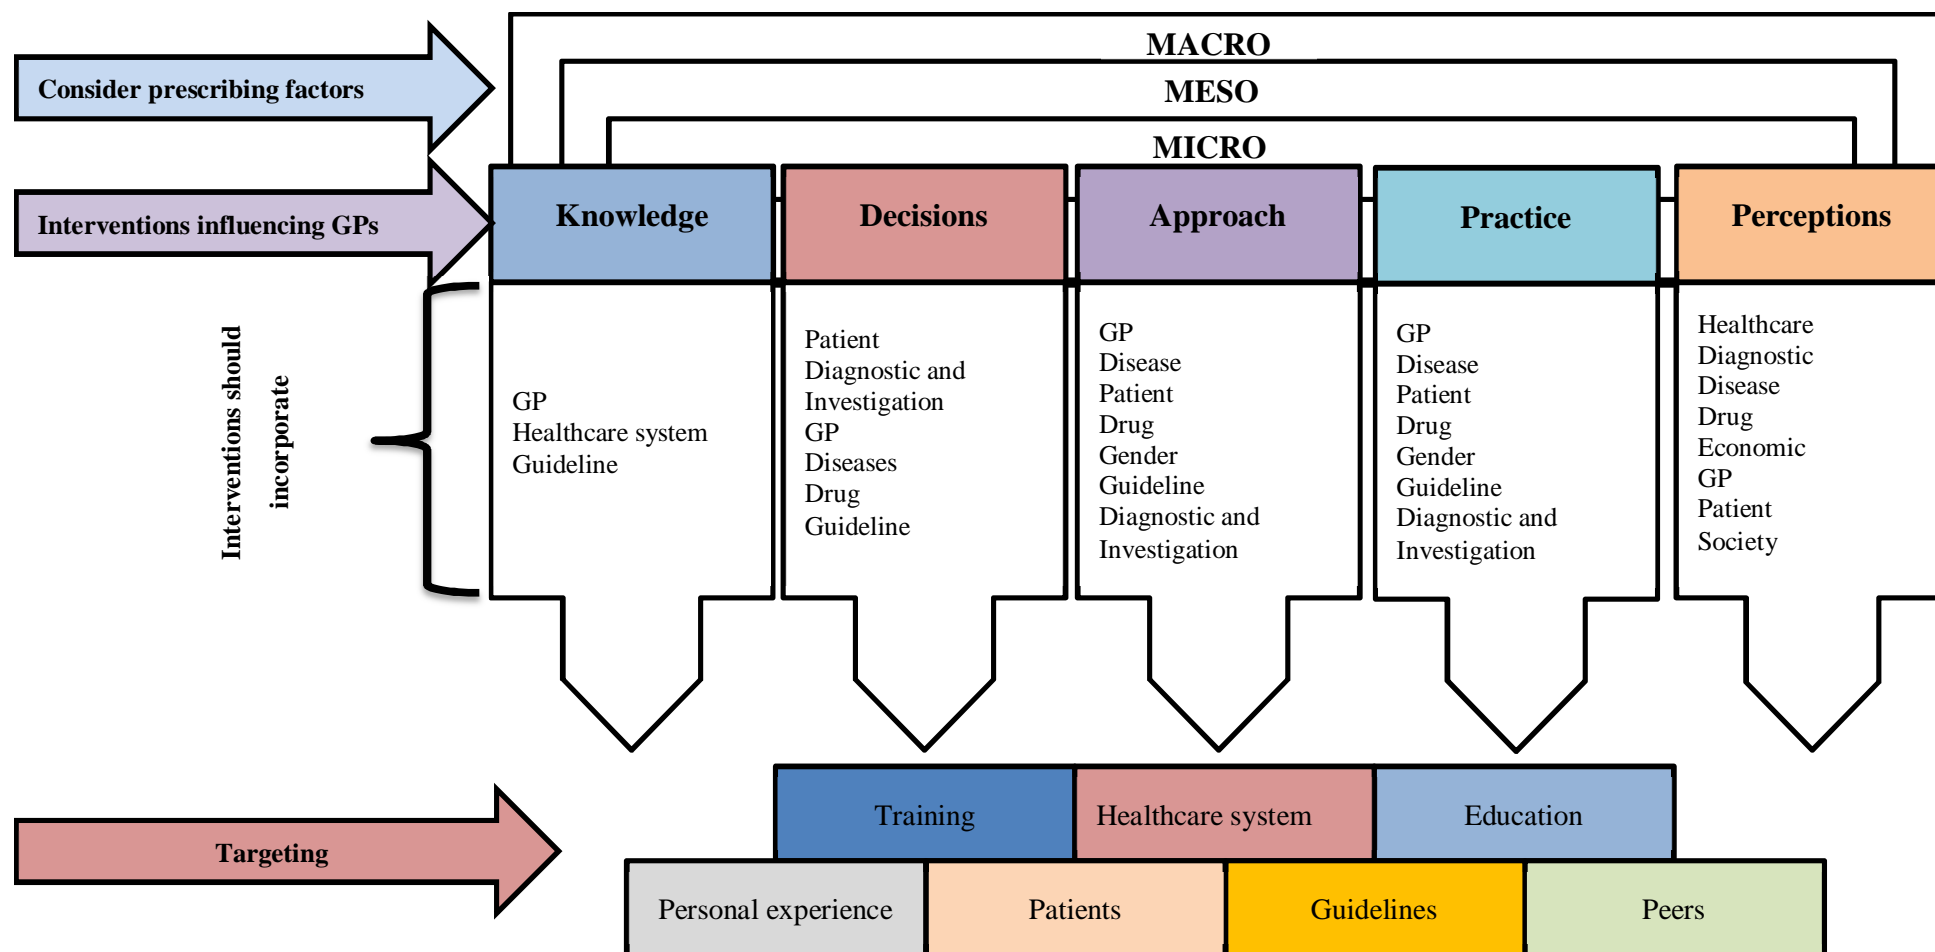 MACRO
Consider prescribing factors
MESO
MICRO
Interventions influencing GPs
Knowledge
Decisions
Approach
Practice
Perceptions
Interventions should
incorporate
GP
Healthcare system
Guideline
Patient
Diagnostic and
Investigation
GP
Diseases
Drug
Guideline
GP
Disease
Patient
Drug
Gender
Guideline
Diagnostic and
Investigation
GP
Disease
Patient
Drug
Gender
Guideline
Diagnostic and
Investigation
Healthcare
Diagnostic
Disease
Drug
Economic
GP
Patient
Society
Targeting
Training
Healthcare system
Education
Personal experience
Patients
Guidelines
Peers